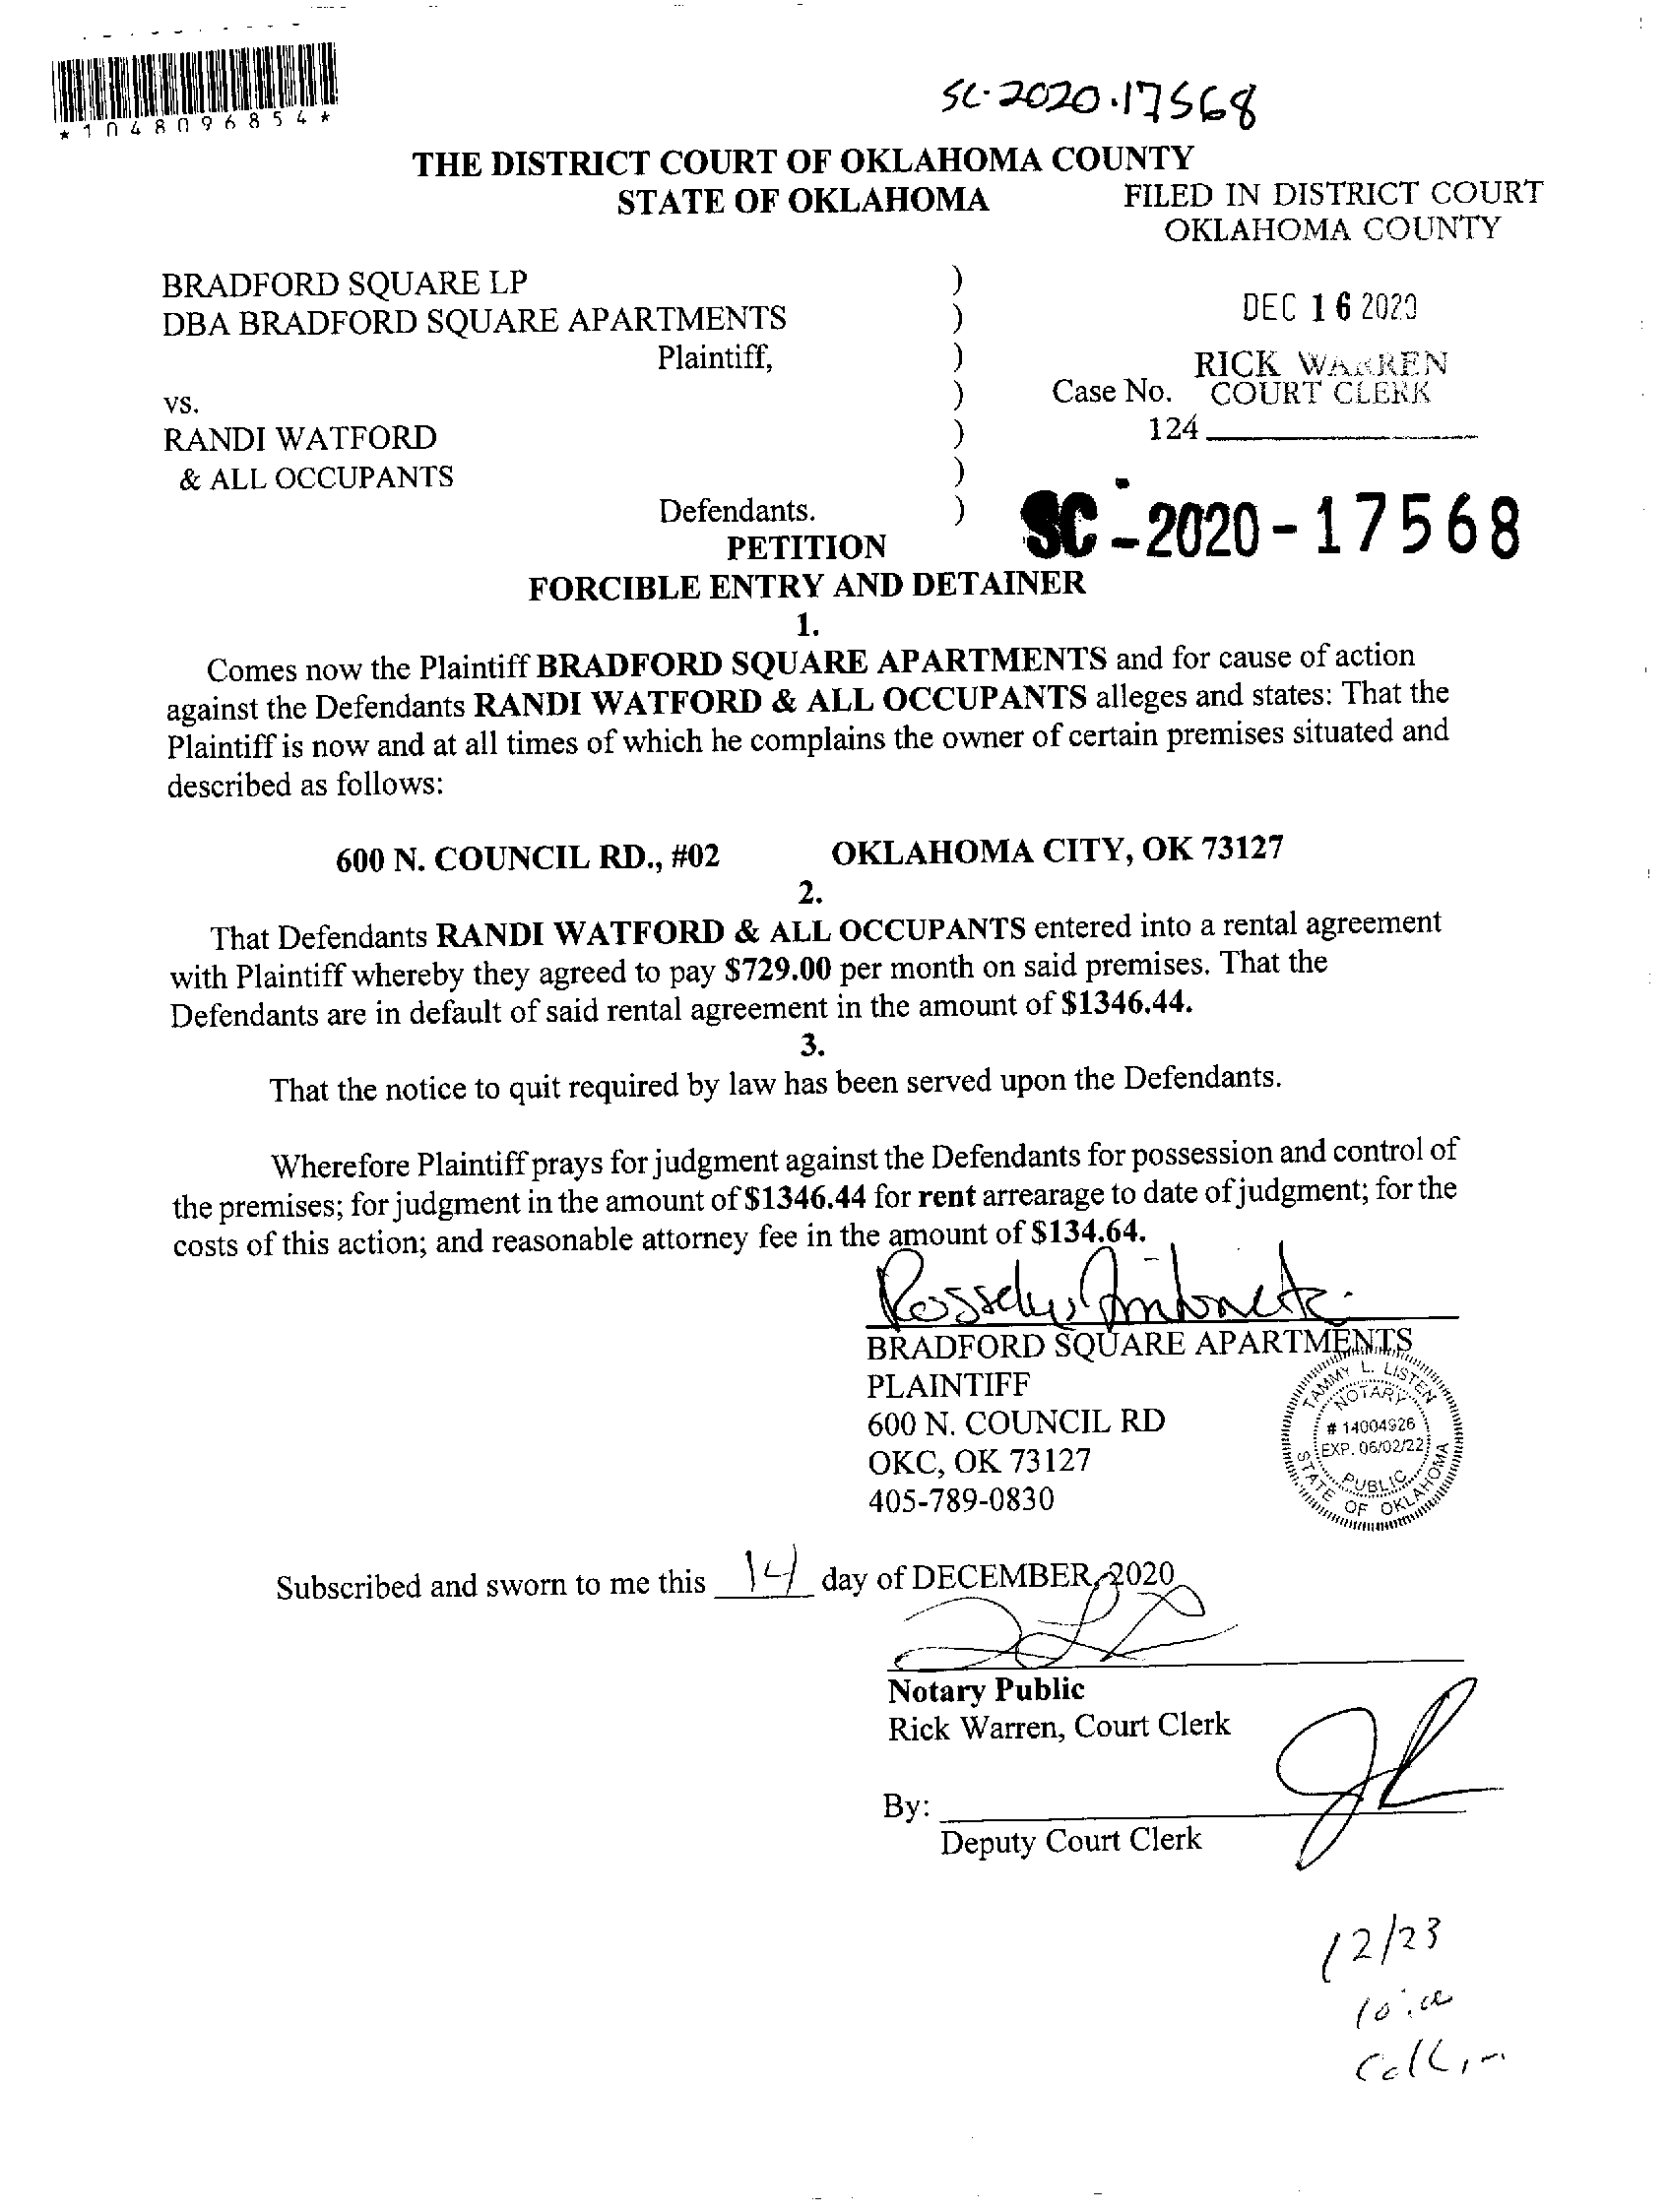 *1048096854*
SC-2020-17568
THE DISTRICT COURT OF OKLAHOMA COUNTY
STATE OF OKLAHOMA
FILED IN DISTRICT COURT
OKLAHOMA COUNTY
BRADFORD SQUARE LP )
DBA BRADFORD SQUARE APARTMENTS )
DEC 16 2020
Plaintiff, )
RICK WARREN
vs. )
Case No. COURT CLERK
RANDI WATFORD )
124
& ALL OCCUPANTS )
Defendants. )
SC-2020-17568
PETITION
FORCIBLE ENTRY AND DETAINER
1.
Comes now the Plaintiff BRADFORD SQUARE APARTMENTS and for cause of action
against the Defendants RANDI WATFORD & ALL OCCUPANTS alleges and states: That the
Plaintiff is now and at all times of which he complains the owner of certain premises situated and
described as follows:
600 N. COUNCIL RD., #02 OKLAHOMA CITY, OK 73127
2.
That Defendants RANDI WATFORD & ALL OCCUPANTS entered into a rental agreement
with Plaintiff whereby they agreed to pay $729.00 per month on said premises. That the
Defendants are in default of said rental agreement in the amount of $1346.44.
3.
That the notice to quit required by law has been served upon the Defendants.
Wherefore Plaintiff prays for judgment against the Defendants for possession and control of
the premises; for judgment in the amount of $1346.44 for rent arrearage to date of judgment; for the
costs of this action; and reasonable attorney fee in the amount of $134.64.
BRADFORD SQUARE APARTMENTS
PLAINTIFF
600 N. COUNCIL RD
OKC, OK 73127
405-789-0830
TAMMY L. LISTEN
NOTARY
# 14004926
EXP. 06/02/22
PUBLIC
STATE OF OKLAHOMA
Subscribed and sworn to me this 14 day of DECEMBER, 2020
Notary Public
Rick Warren, Court Clerk
By:
Deputy Court Clerk
12/23